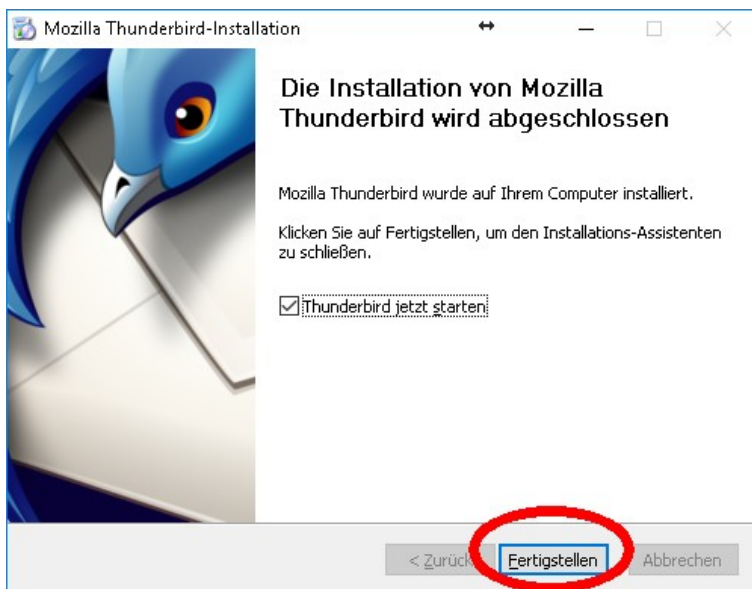 Mozilla Thunderbird-Installation
Die Installation von Mozilla
Thunderbird wird abgeschlossen
Mozilla Thunderbird wurde auf Ihrem Computer installiert.
Klicken Sie auf Fertigstellen, um den Installations-Assistenten
zu schließen.
Thunderbird jetzt starten
< Zurück Fertigstellen Abbrechen